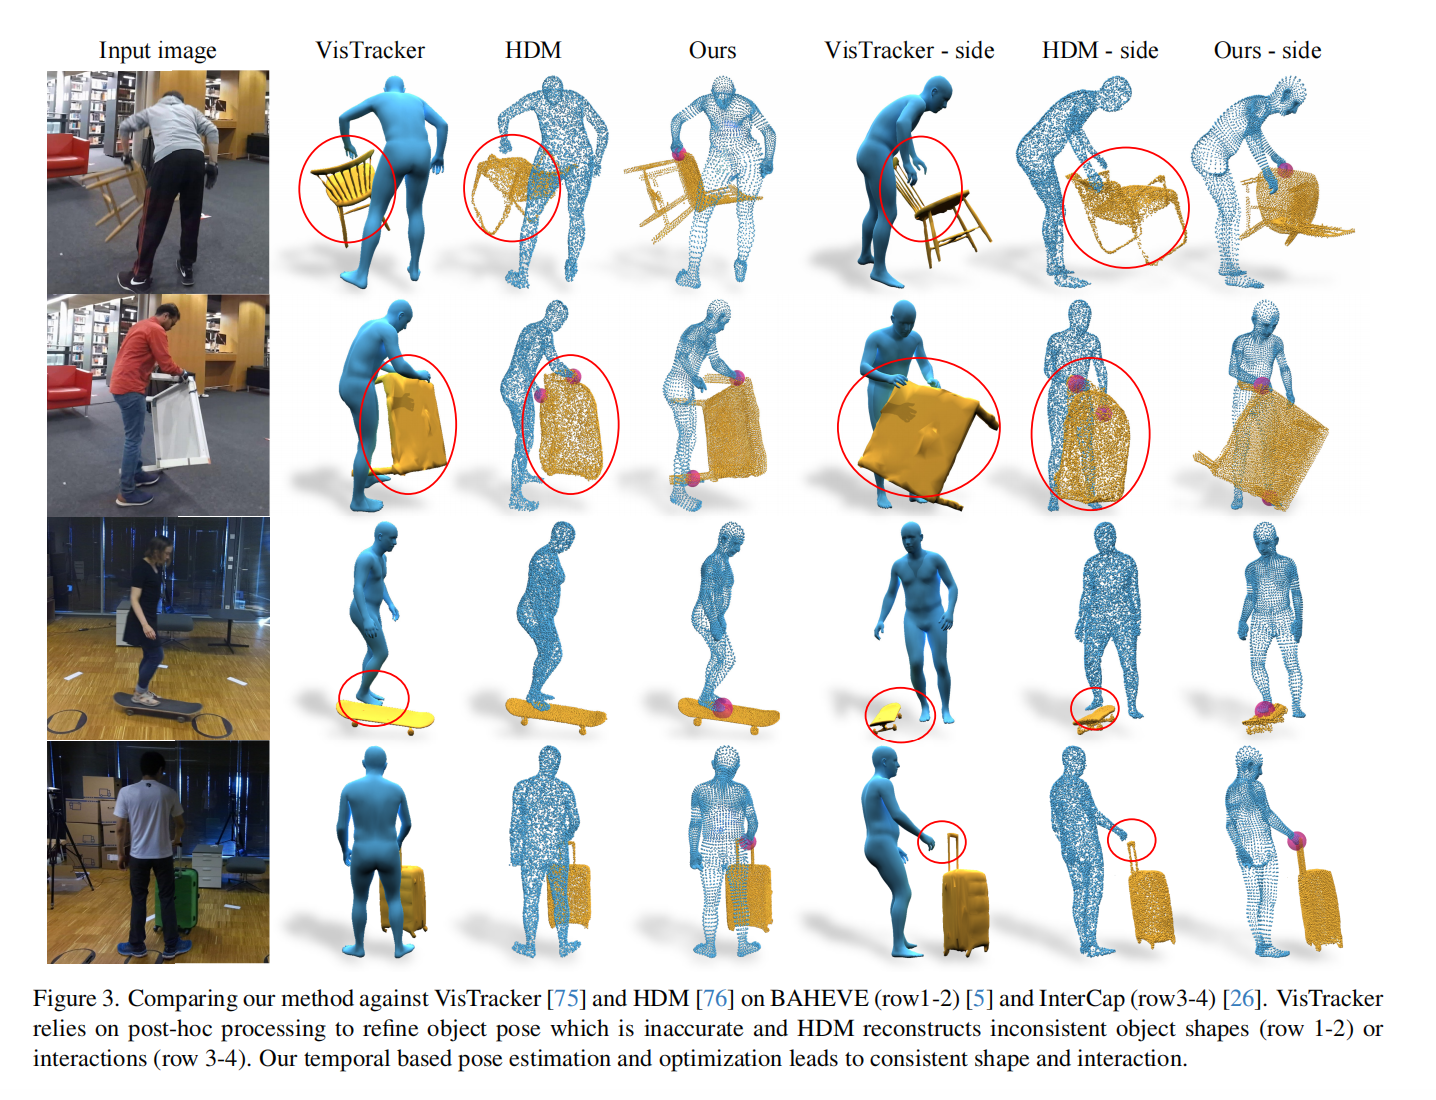 Input image VisTracker HDM Ours VisTracker - side HDM - side Ours - side
Figure 3. Comparing our method against VisTracker [75] and HDM [76] on BAHEVE (row1-2) [5] and InterCap (row3-4) [26]. VisTracker
relies on post-hoc processing to refine object pose which is inaccurate and HDM reconstructs inconsistent object shapes (row 1-2) or
interactions (row 3-4). Our temporal based pose estimation and optimization leads to consistent shape and interaction.